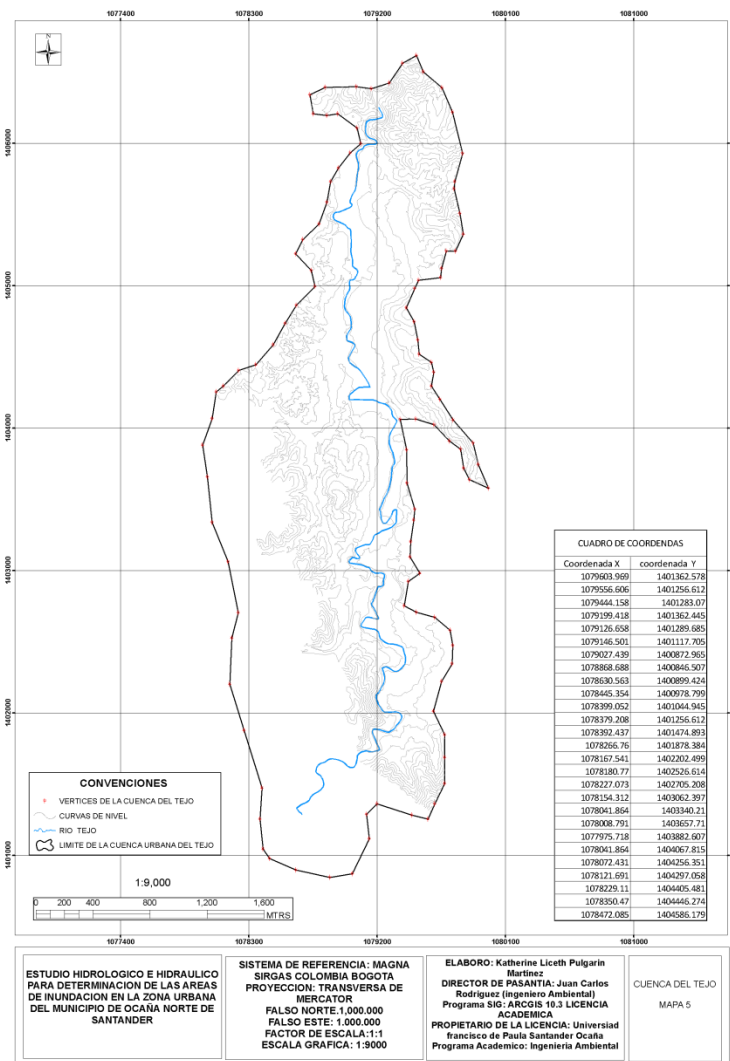 1077400 1078300 1079200 1080100 1081000
1406000
1405000
1404000
1403000
1402000
1401000
CUADRO DE COORDENDAS
Coordenada X coordenada Y
1079603.969 1401362.578
1079556.606 1401256.612
1079444.158 1401283.07
1079199.418 1401362.445
1079126.658 1401289.685
1079146.501 1401117.705
1079027.439 1400872.965
1078868.688 1400846.507
1078630.563 1400899.424
1078445.354 1400978.799
1078399.052 1401044.945
1078379.208 1401256.612
1078392.437 1401474.893
1078266.76 1401878.384
1078167.541 1402202.499
1078180.77 1402526.614
1078227.073 1402705.208
1078154.312 1403062.397
1078041.864 1403340.21
1078008.791 1403657.71
1077975.718 1403882.607
1078041.864 1404067.815
1078072.431 1404256.351
1078121.691 1404297.058
1078229.11 1404405.481
1078350.47 1404446.274
1078472.085 1404586.179
CONVENCIONES
VERTICES DE LA CUENCA DEL TEJO
CURVAS DE NIVEL
RIO TEJO
LIMITE DE LA CUENCA URBANA DEL TEJO
1:9,000
0 200 400 800 1,200 1,600
MTRS
1077400 1078300 1079200 1080100 1081000
ESTUDIO HIDROLOGICO E HIDRAULICO
PARA DETERMINACION DE LAS AREAS
DE INUNDACION EN LA ZONA URBANA
DEL MUNICIPIO DE OCAÑA NORTE DE
SANTANDER
SISTEMA DE REFERENCIA: MAGNA
SIRGAS COLOMBIA BOGOTA
PROYECCION: TRANSVERSA DE
MERCATOR
FALSO NORTE.1,000.000
FALSO ESTE: 1.000.000
FACTOR DE ESCALA:1:1
ESCALA GRAFICA: 1:9000
ELABORO: Katherine Liceth Pulgarin
Martinez
DIRECTOR DE PASANTIA: Juan Carlos
Rodriguez (ingeniero Ambiental)
Programa SIG: ARCGIS 10.3 LICENCIA
ACADEMICA
PROPIETARIO DE LA LICENCIA: Universiad
francisco de Paula Santander Ocaña
Programa Academico: Ingenieria Ambiental
CUENCA DEL TEJO
MAPA 5